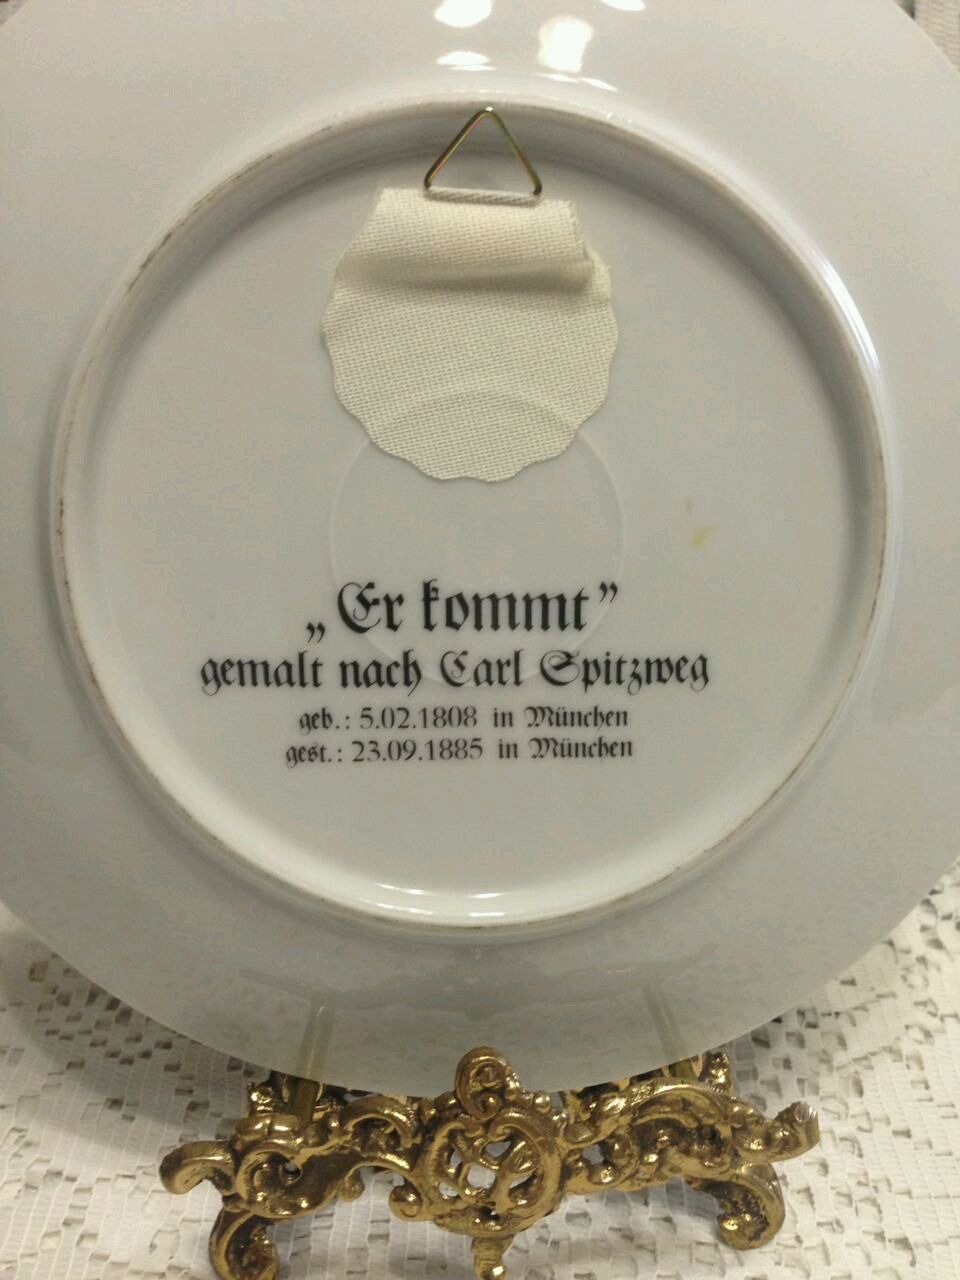 „Er kommt”
gemalt nach Carl Spitzweg
geb.: 5.02.1808 in München
gest.: 23.09.1885 in München